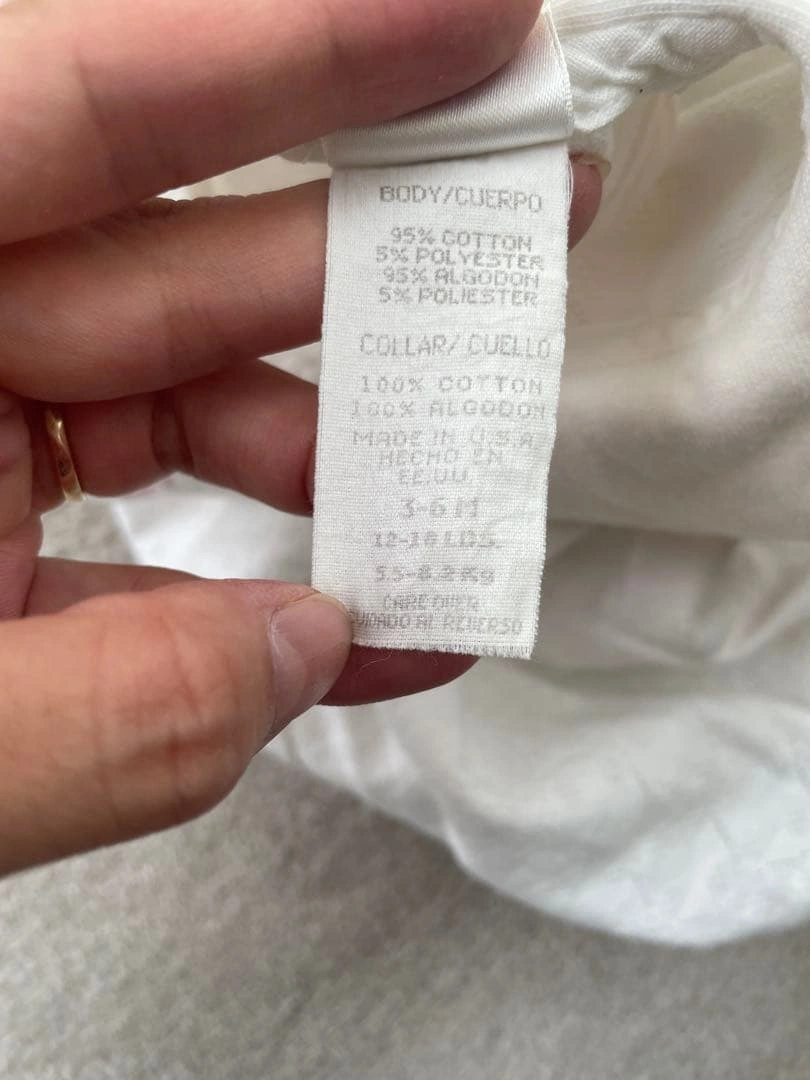 BODY/CUERPO
95% COTTON
5% POLYESTER
95% ALGODON
5% POLIESTER
COLLAR/ CUELLO
100% COTTON
100% ALGODON
MADE IN U.S.A.
HECHO EN
EE.UU.
3-6 M
12-18 LBS.
5.5-8.2 Kg
CARE OVER
CUIDADO AL REVERSO